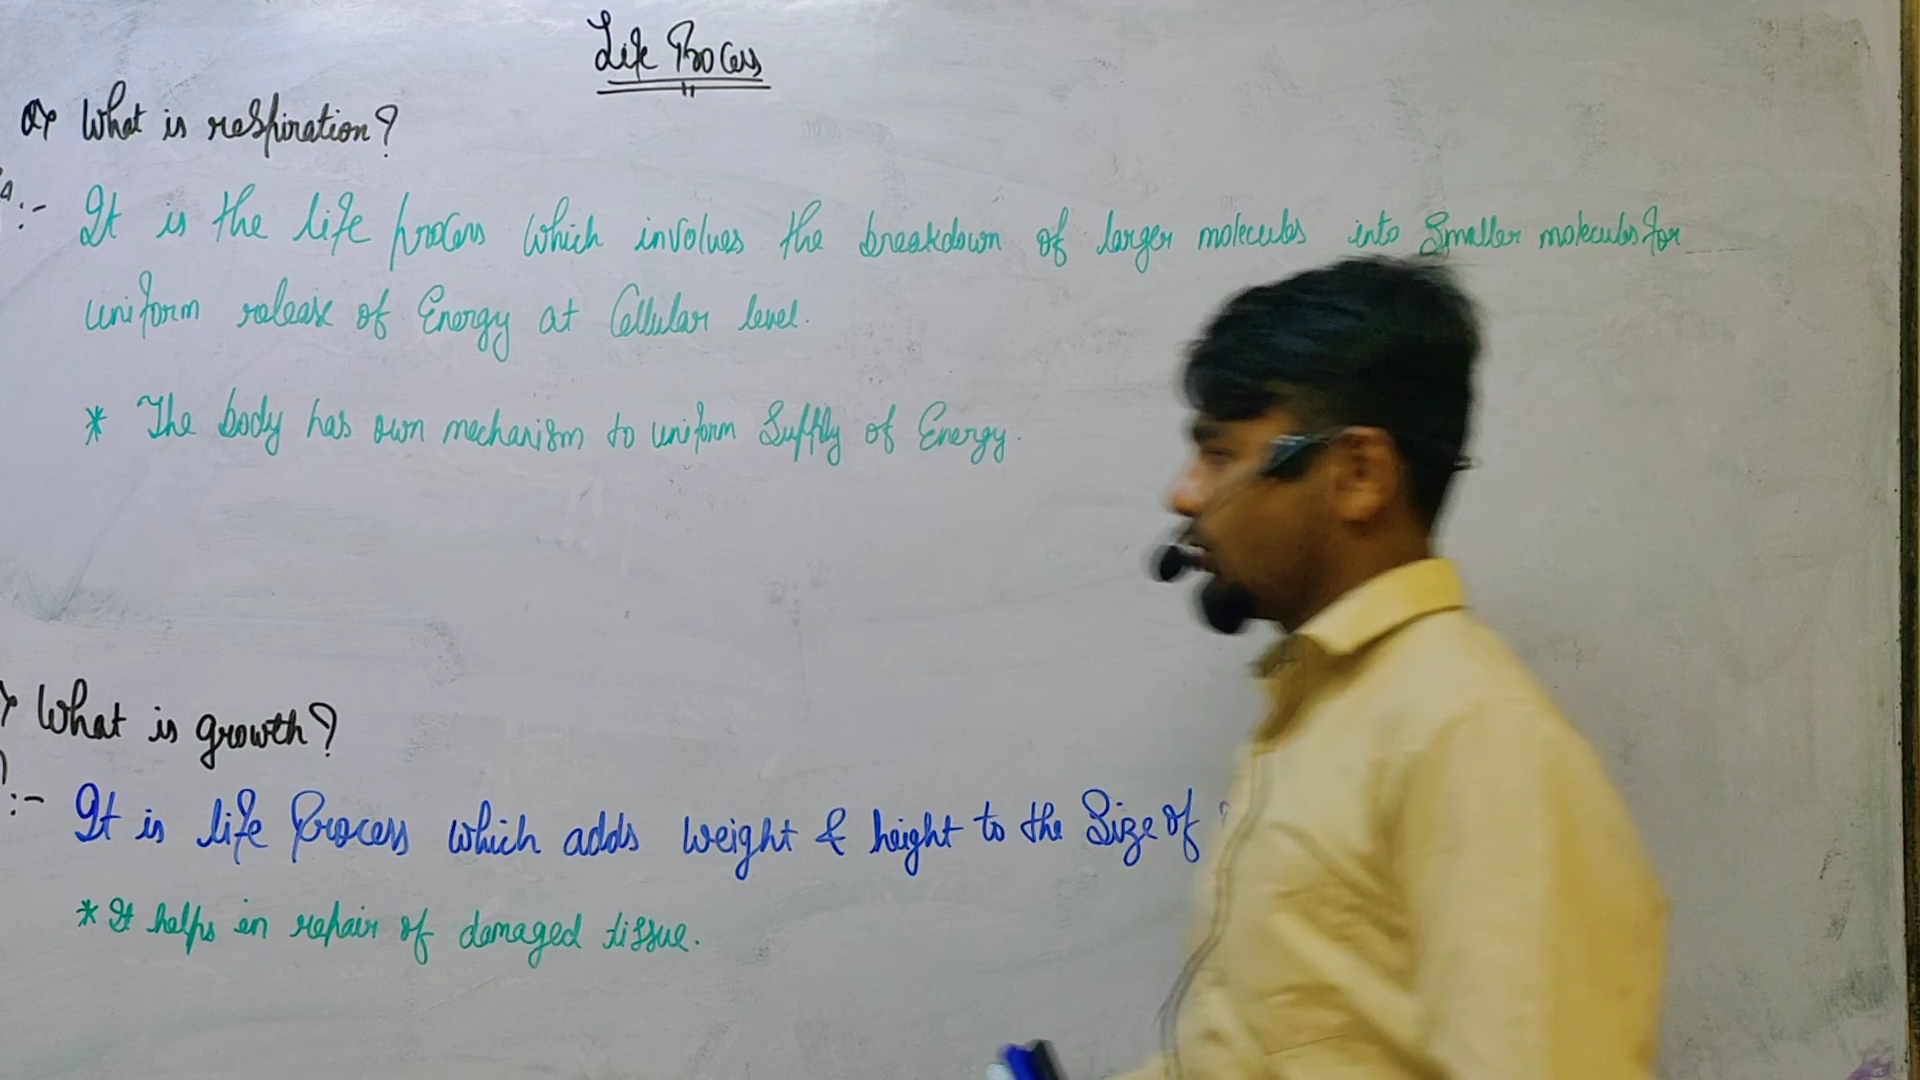 Life Process
Q> What is respiration?
:- It is the life process which involves the breakdown of larger molecules into Smaller molecules for
uniform release of Energy at Cellular level.
* The body has own mechanism to uniform Supply of Energy.
> What is growth?
:- It is life Process which adds weight & height to the Size of
* It helps in repair of damaged tissue.